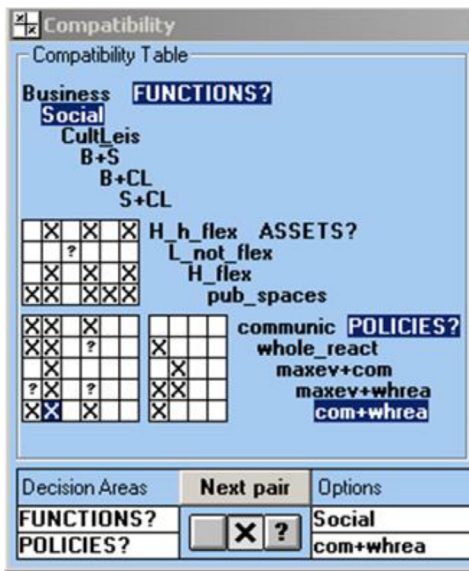 Compatibility
Compatibility Table
Business FUNCTIONS?
Social
CultLeis
B+S
B+CL
S+CL
X X X H_h_flex ASSETS?
? L_not_flex
X X X H_flex
X X X X X pub_spaces
X X X communic POLICIES?
X X ? X whole_react
X X maxev+com
? X ? X X maxev+whrea
X X X X com+whrea
Decision Areas Next pair Options
FUNCTIONS? X ? Social
POLICIES? com+whrea